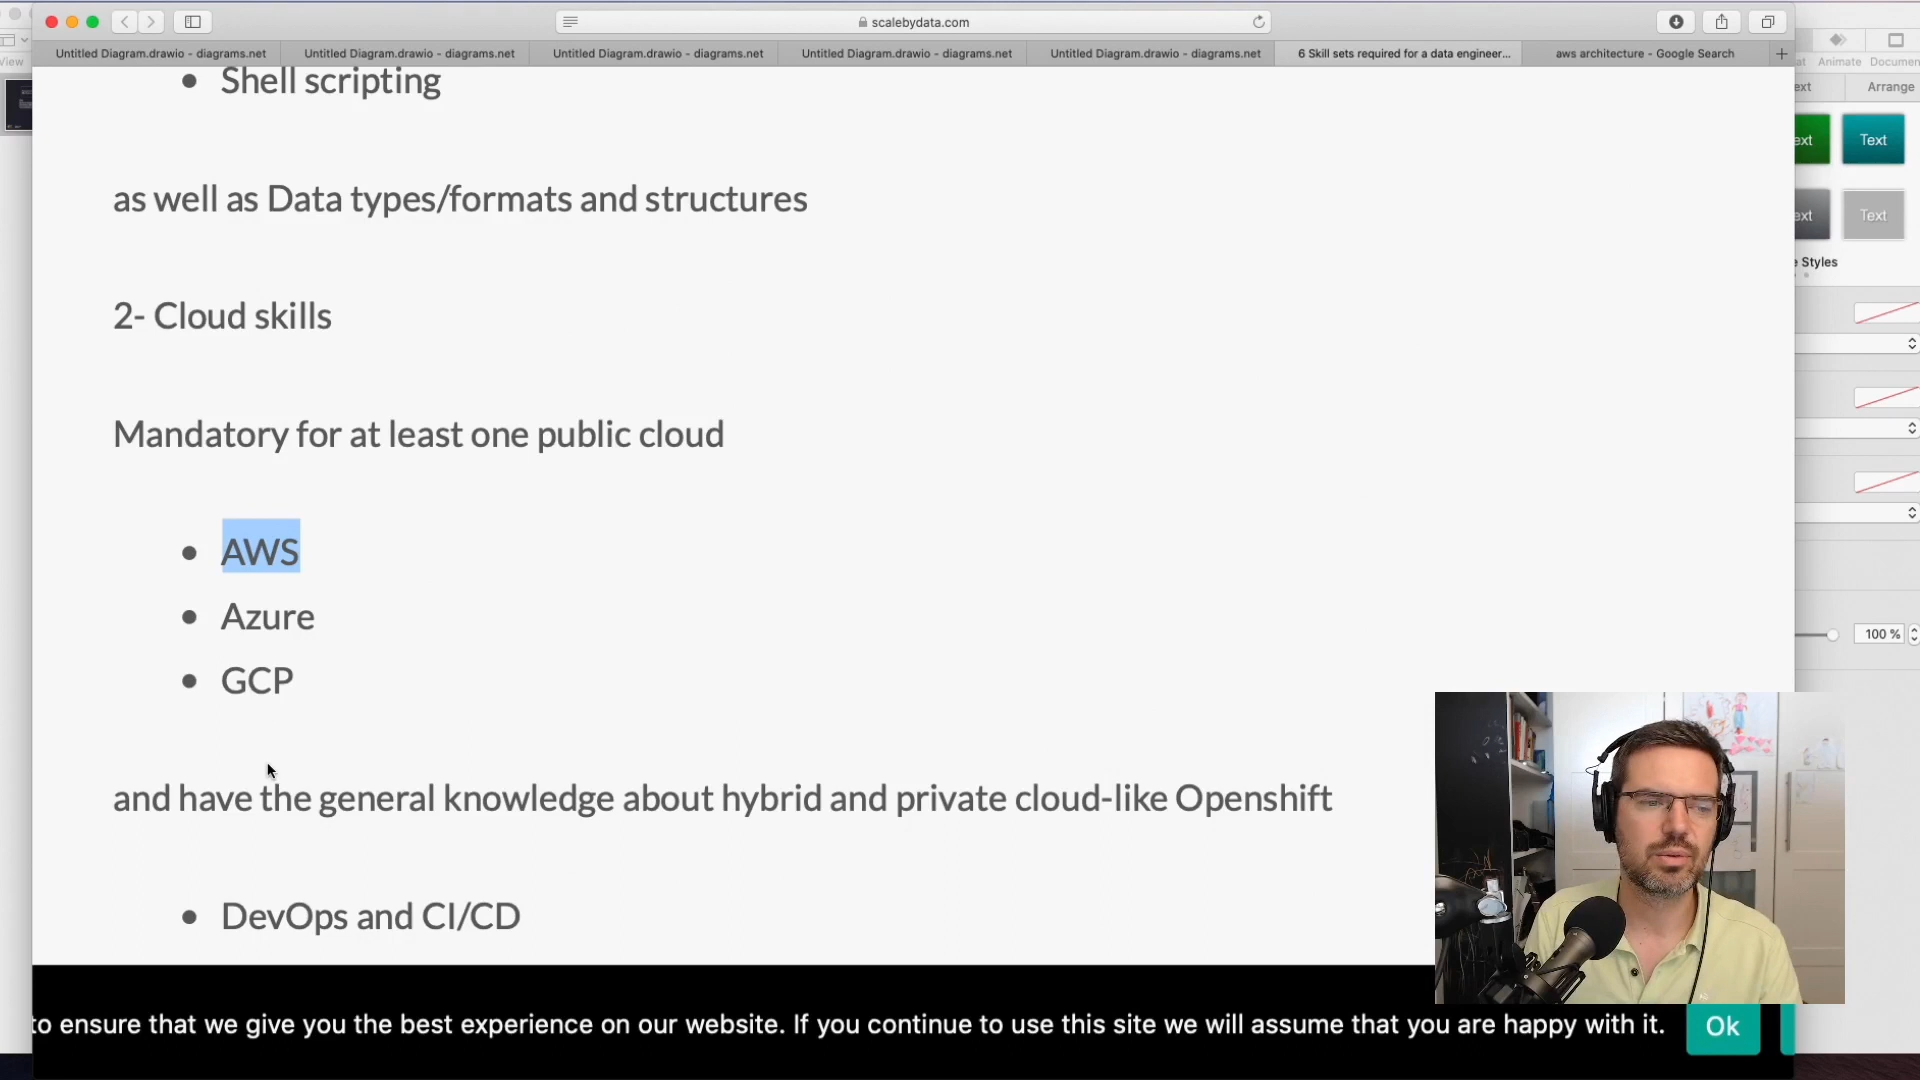 scalebydata.com
Untitled Diagram.drawio - diagrams.net
Untitled Diagram.drawio - diagrams.net
Untitled Diagram.drawio - diagrams.net
Untitled Diagram.drawio - diagrams.net
Untitled Diagram.drawio - diagrams.net
6 Skill sets required for a data engineer...
aws architecture - Google Search
View
Animate
Documen
Arrange
Shell scripting
as well as Data types/formats and structures
2- Cloud skills
Mandatory for at least one public cloud
AWS
Azure
GCP
and have the general knowledge about hybrid and private cloud-like Openshift
DevOps and CI/CD
to ensure that we give you the best experience on our website. If you continue to use this site we will assume that you are happy with it.
Ok
ext
Text
ext
Text
e Styles
100 %